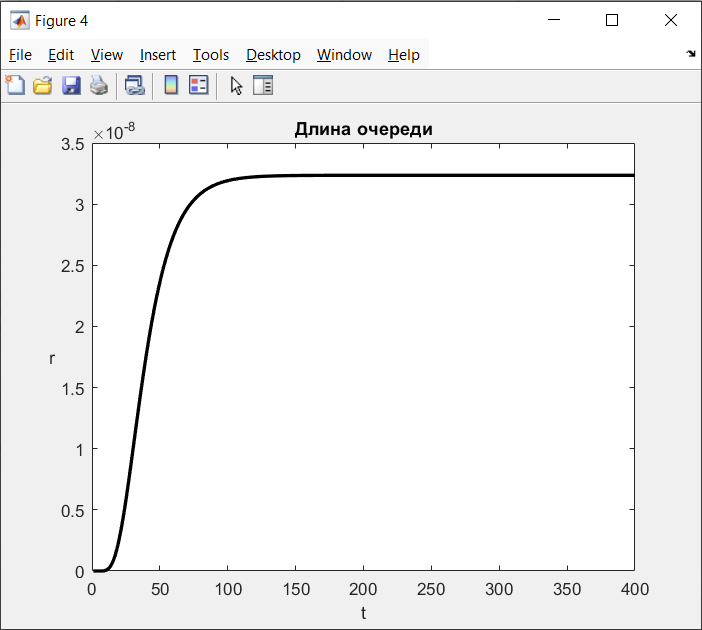 Figure 4
File Edit View Insert Tools Desktop Window Help
×10-8
Длина очереди
3.5
3
2.5
2
1.5
1
0.5
0
r
0 50 100 150 200 250 300 350 400
t